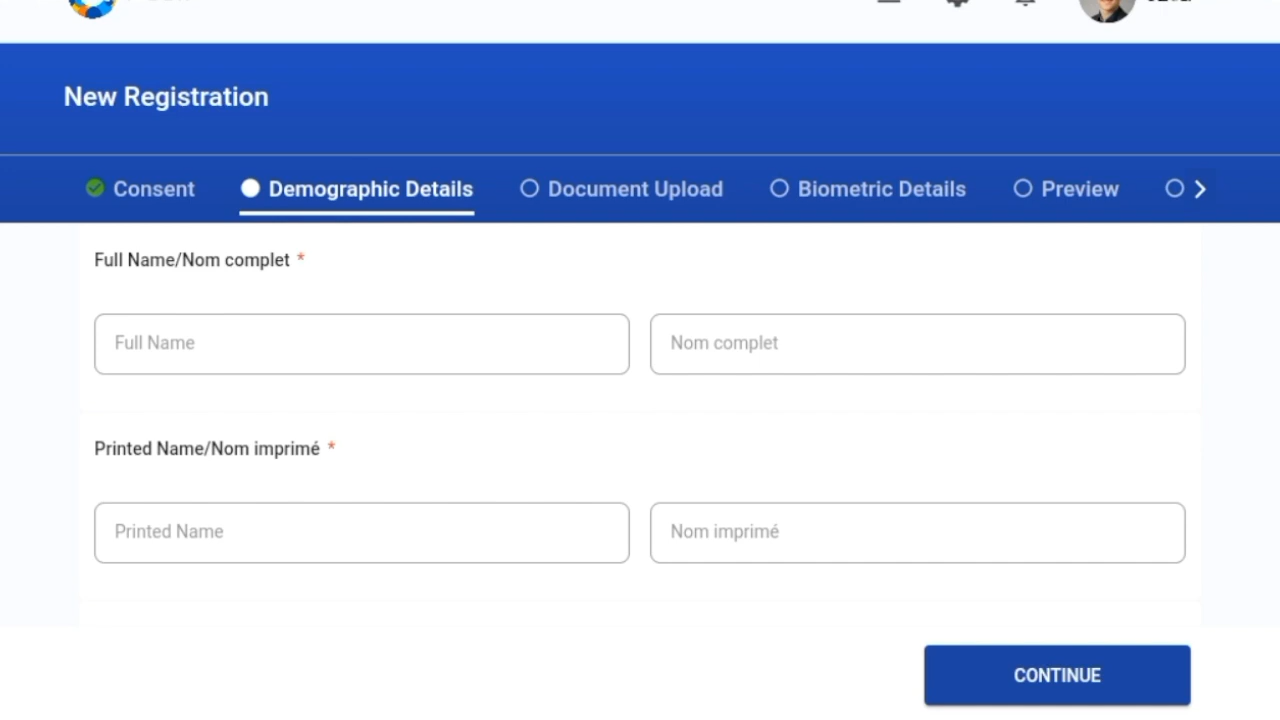 New Registration
Consent Demographic Details Document Upload Biometric Details Preview
Full Name/Nom complet *
Full Name Nom complet
Printed Name/Nom imprimé *
Printed Name Nom imprimé
CONTINUE